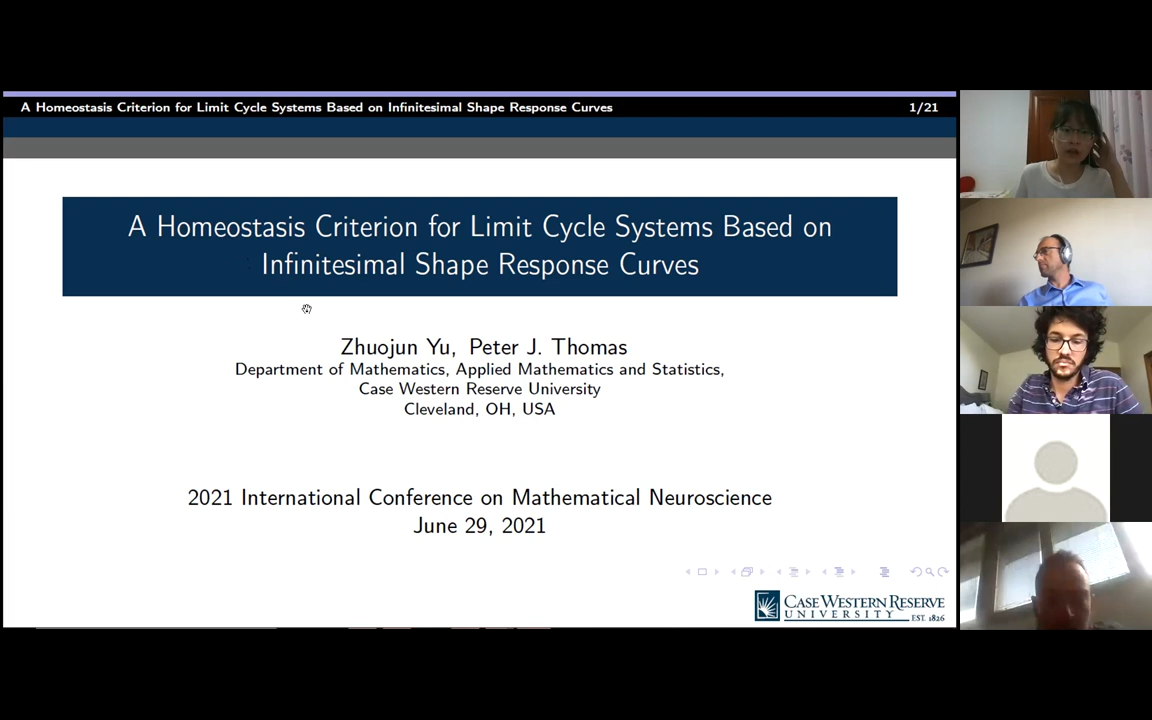 A Homeostasis Criterion for Limit Cycle Systems Based on Infinitesimal Shape Response Curves 1/21
A Homeostasis Criterion for Limit Cycle Systems Based on
Infinitesimal Shape Response Curves
Zhuojun Yu, Peter J. Thomas
Department of Mathematics, Applied Mathematics and Statistics,
Case Western Reserve University
Cleveland, OH, USA
2021 International Conference on Mathematical Neuroscience
June 29, 2021
CASE WESTERN RESERVE
UNIVERSITY EST. 1826